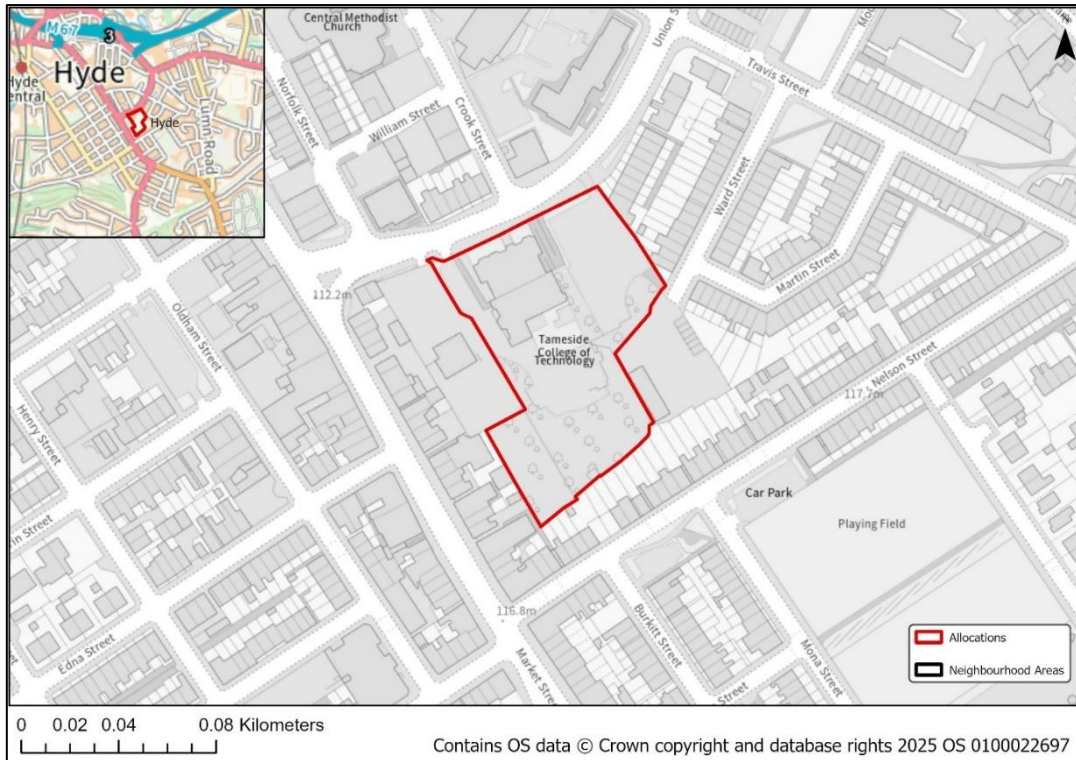 M67
3
Hyde
Hyde
Central
Hyde
Lumn Road
Central Methodist
Church
Norfolk Street
William Street
Crook Street
Union St
Travis Street
Ward Street
Martin Street
112.2m
Oldham Street
Henry Street
Tameside
College of
Technology
Nelson Street
117.7m
Car Park
Playing Field
116.8m
Edna Street
Market Stre
Burkitt Street
Street
Mona Street
Allocations
Neighbourhood Areas
0 0.02 0.04 0.08 Kilometers
Contains OS data © Crown copyright and database rights 2025 OS 0100022697